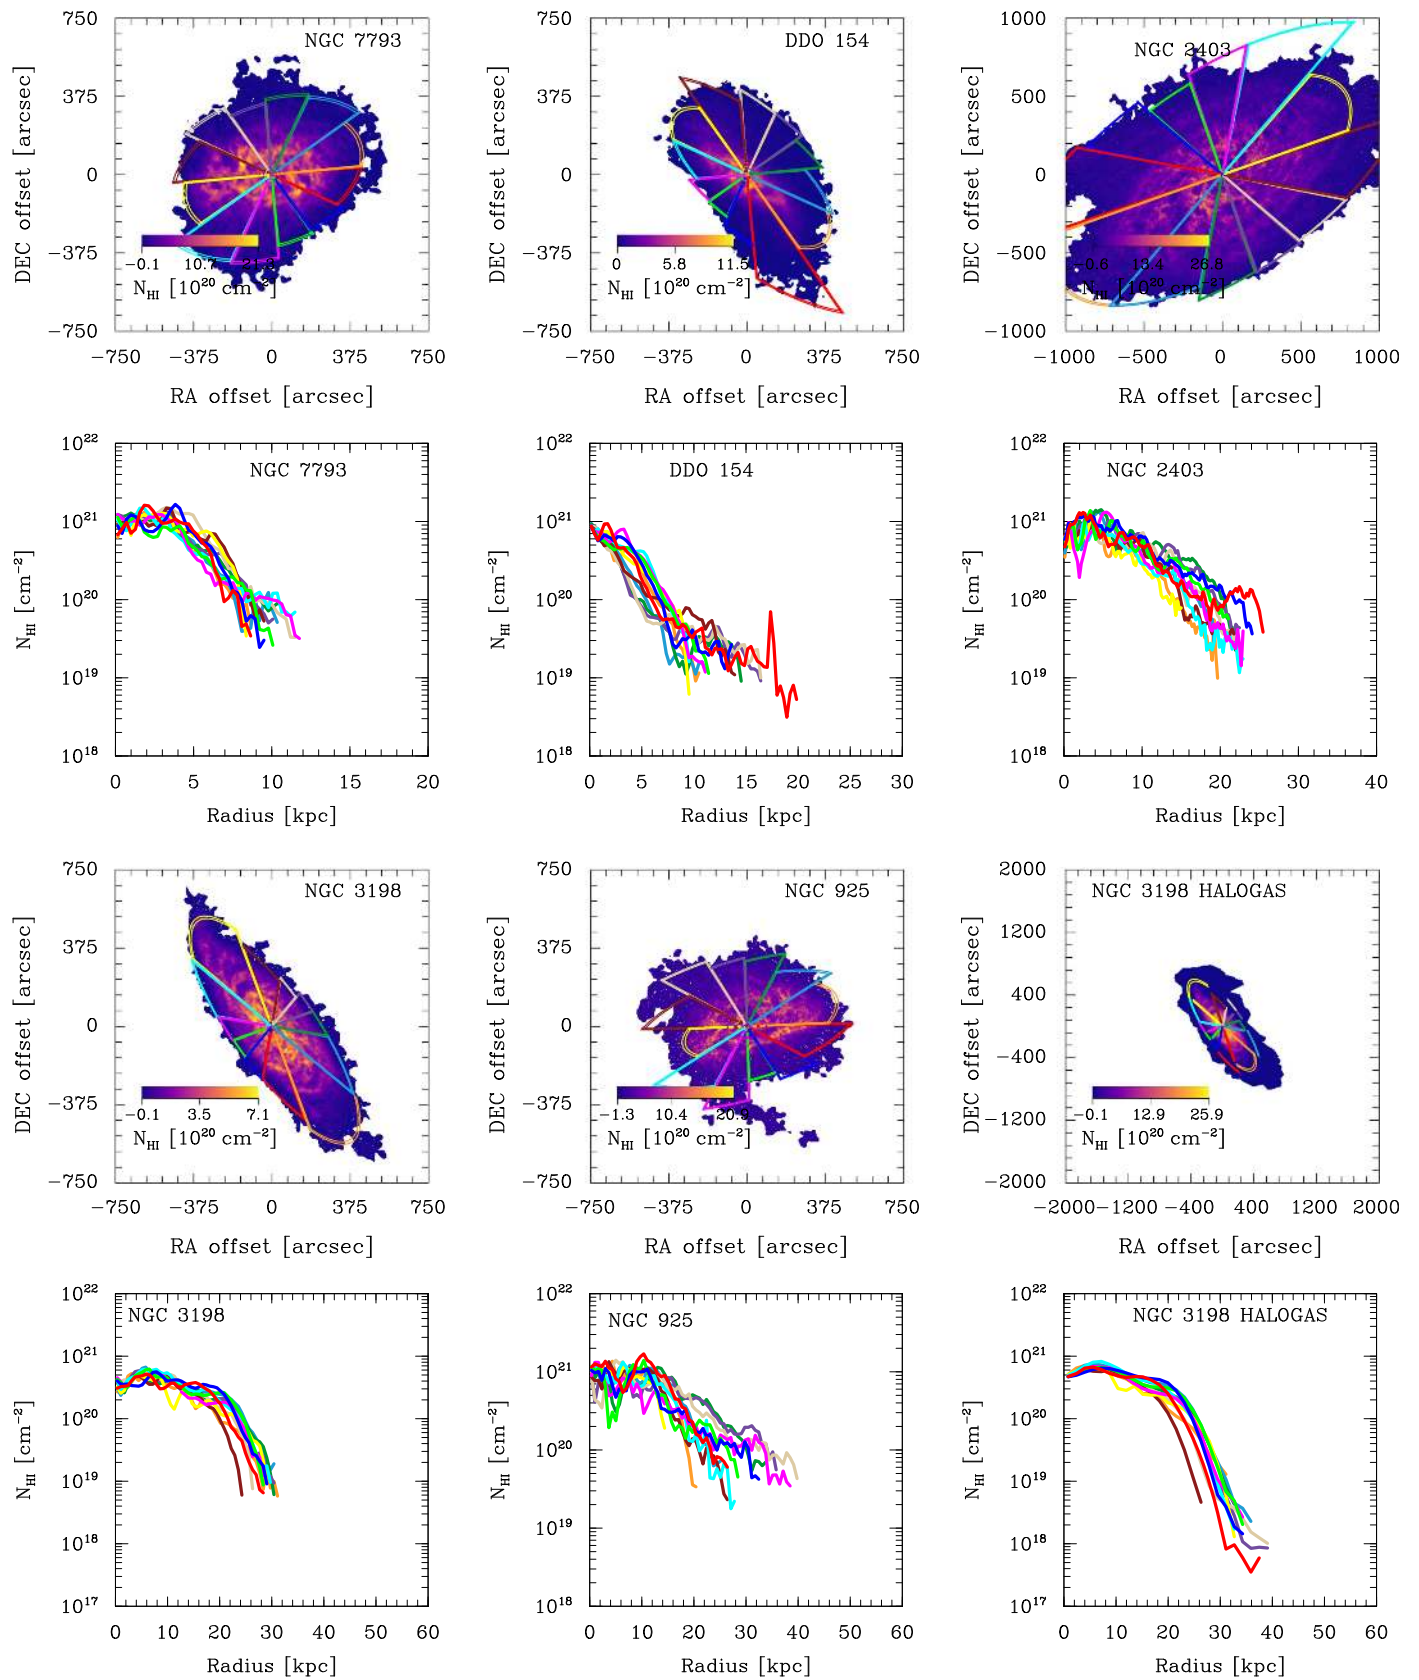 NGC 7793
750
375
0
−375
−750
DEC offset [arcsec]
−0.1 10.7 21.3
N_HI [10^20 cm^−2]
−750 −375 0 375 750
RA offset [arcsec]
DDO 154
750
375
0
−375
−750
DEC offset [arcsec]
0 5.8 11.5
N_HI [10^20 cm^−2]
−750 −375 0 375 750
RA offset [arcsec]
NGC 2403
1000
500
0
−500
−1000
DEC offset [arcsec]
−0.6 13.4 26.8
N_HI [10^20 cm^−2]
−1000 −500 0 500 1000
RA offset [arcsec]
NGC 7793
10^22
10^21
10^20
10^19
10^18
N_HI [cm^−2]
0 5 10 15 20
Radius [kpc]
DDO 154
10^22
10^21
10^20
10^19
10^18
N_HI [cm^−2]
0 5 10 15 20 25 30
Radius [kpc]
NGC 2403
10^22
10^21
10^20
10^19
10^18
N_HI [cm^−2]
0 10 20 30 40
Radius [kpc]
NGC 3198
750
375
0
−375
−750
DEC offset [arcsec]
−0.1 3.5 7.1
N_HI [10^20 cm^−2]
−750 −375 0 375 750
RA offset [arcsec]
NGC 925
750
375
0
−375
−750
DEC offset [arcsec]
−1.3 10.4 20.9
N_HI [10^20 cm^−2]
−750 −375 0 375 750
RA offset [arcsec]
NGC 3198 HALOGAS
2000
1200
400
−400
−1200
−2000
DEC offset [arcsec]
−0.1 12.9 25.9
N_HI [10^20 cm^−2]
−2000 −1200 −400 400 1200 2000
RA offset [arcsec]
NGC 3198
10^22
10^21
10^20
10^19
10^18
10^17
N_HI [cm^−2]
0 10 20 30 40 50 60
Radius [kpc]
NGC 925
10^22
10^21
10^20
10^19
10^18
N_HI [cm^−2]
0 10 20 30 40 50 60
Radius [kpc]
NGC 3198 HALOGAS
10^22
10^21
10^20
10^19
10^18
10^17
N_HI [cm^−2]
0 10 20 30 40 50 60
Radius [kpc]